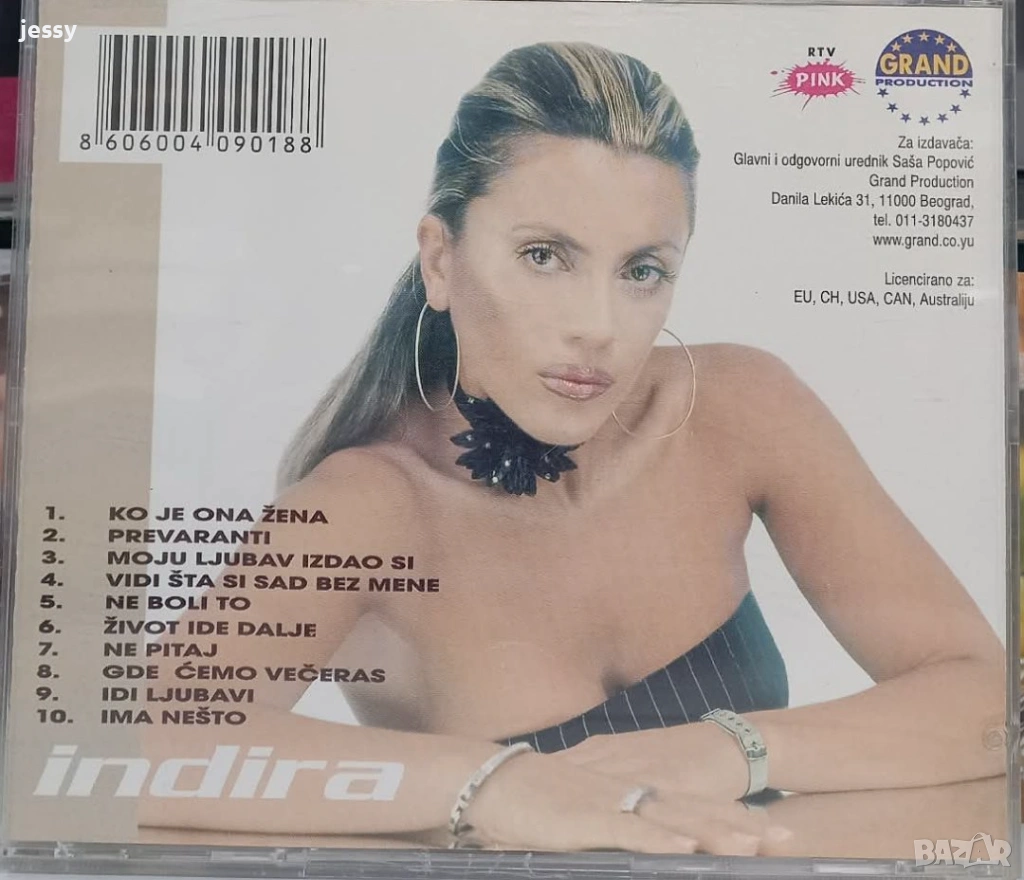 jessy
8 606004 090188
RTV
PINK
GRAND
PRODUCTION
Za izdavača:
Glavni i odgovorni urednik Saša Popović
Grand Production
Danila Lekića 31, 11000 Beograd,
tel. 011-3180437
www.grand.co.yu
Licencirano za:
EU, CH, USA, CAN, Australiju
1. KO JE ONA ŽENA
2. PREVARANTI
3. MOJU LJUBAV IZDAO SI
4. VIDI ŠTA SI SAD BEZ MENE
5. NE BOLI TO
6. ŽIVOT IDE DALJE
7. NE PITAJ
8. GDE ĆEMO VEČERAS
9. IDI LJUBAVI
10. IMA NEŠTO
indira
BAZAR